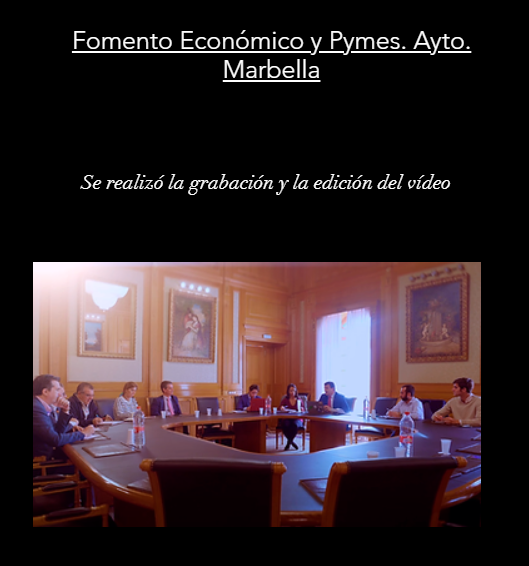 Fomento Económico y Pymes. Ayto.
Marbella
Se realizó la grabación y la edición del vídeo